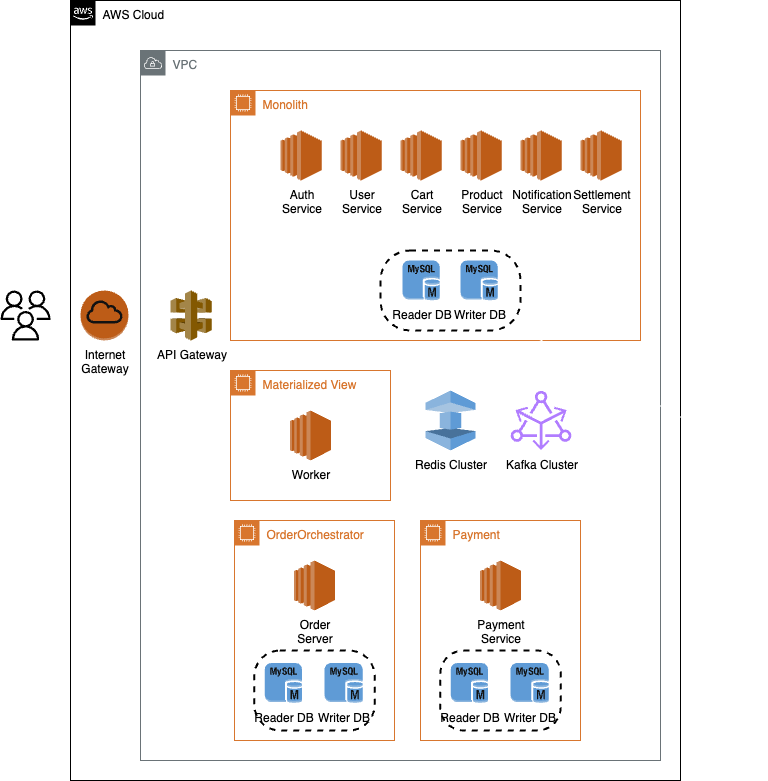 aws
AWS Cloud
VPC
Monolith
Auth
Service
User
Service
Cart
Service
Product
Service
Notification
Service
Settlement
Service
MySQL
M
MySQL
M
Reader DB
Writer DB
Internet
Gateway
API Gateway
Materialized View
Worker
Redis Cluster
Kafka Cluster
OrderOrchestrator
Order
Server
MySQL
M
MySQL
M
Reader DB
Writer DB
Payment
Payment
Service
MySQL
M
MySQL
M
Reader DB
Writer DB